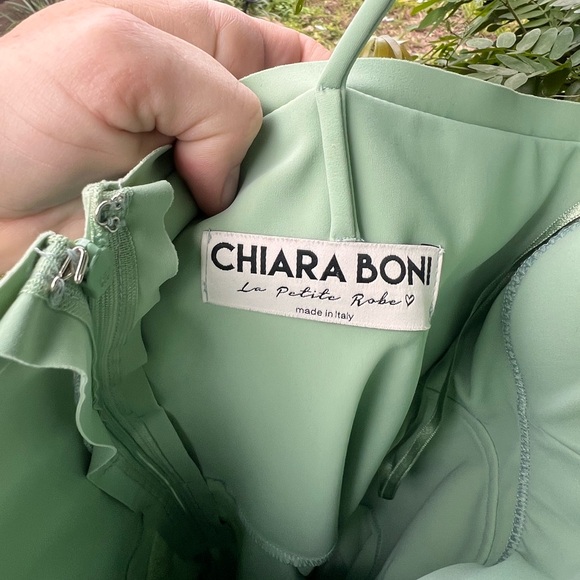 CHIARA BONI
La Petite Robe♡
made in Italy